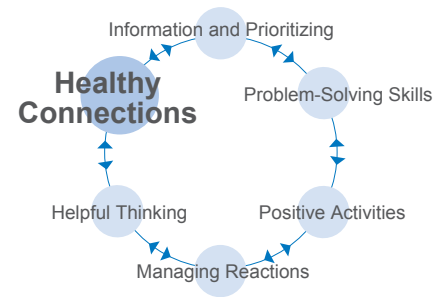 Information and Prioritizing
Healthy
Connections
Problem-Solving Skills
Helpful Thinking
Positive Activities
Managing Reactions